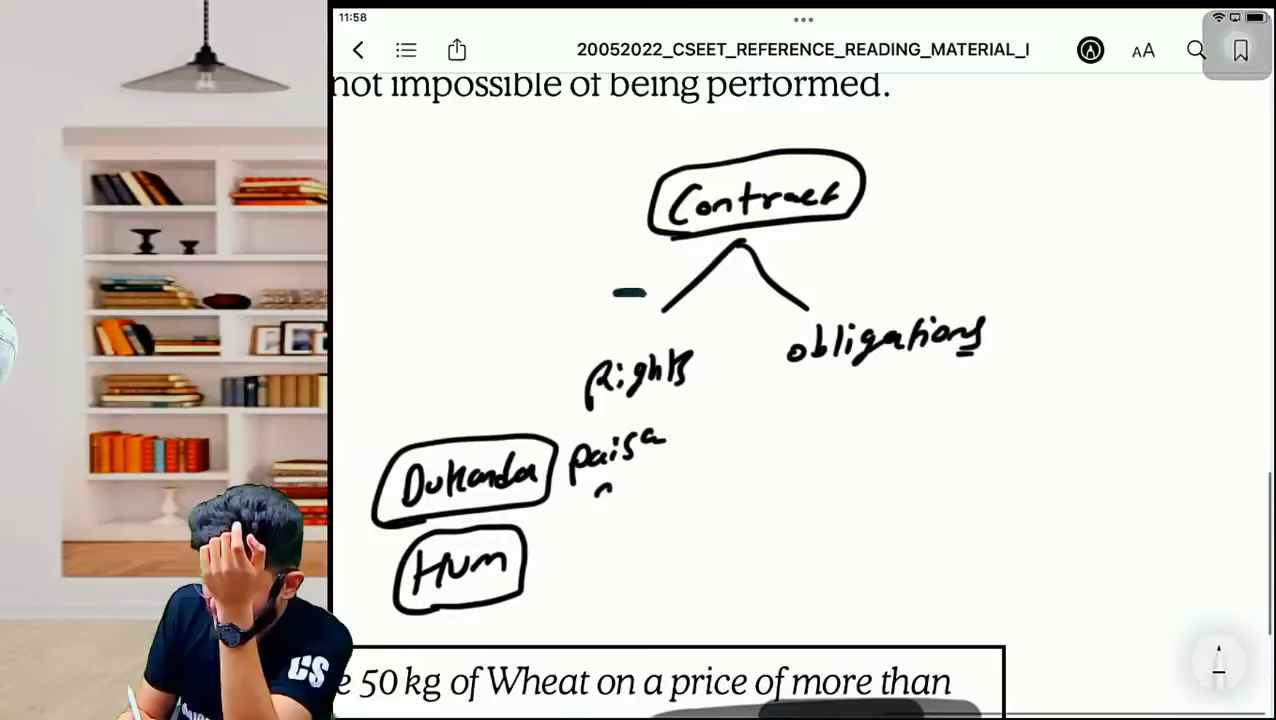 11:58
20052022_CSEET_REFERENCE_READING_MATERIAL_I
AA
not impossible of being performed.
Contract
Rights
obligations
Dukanda
paisa
Hum
CS
e 50 kg of Wheat on a price of more than